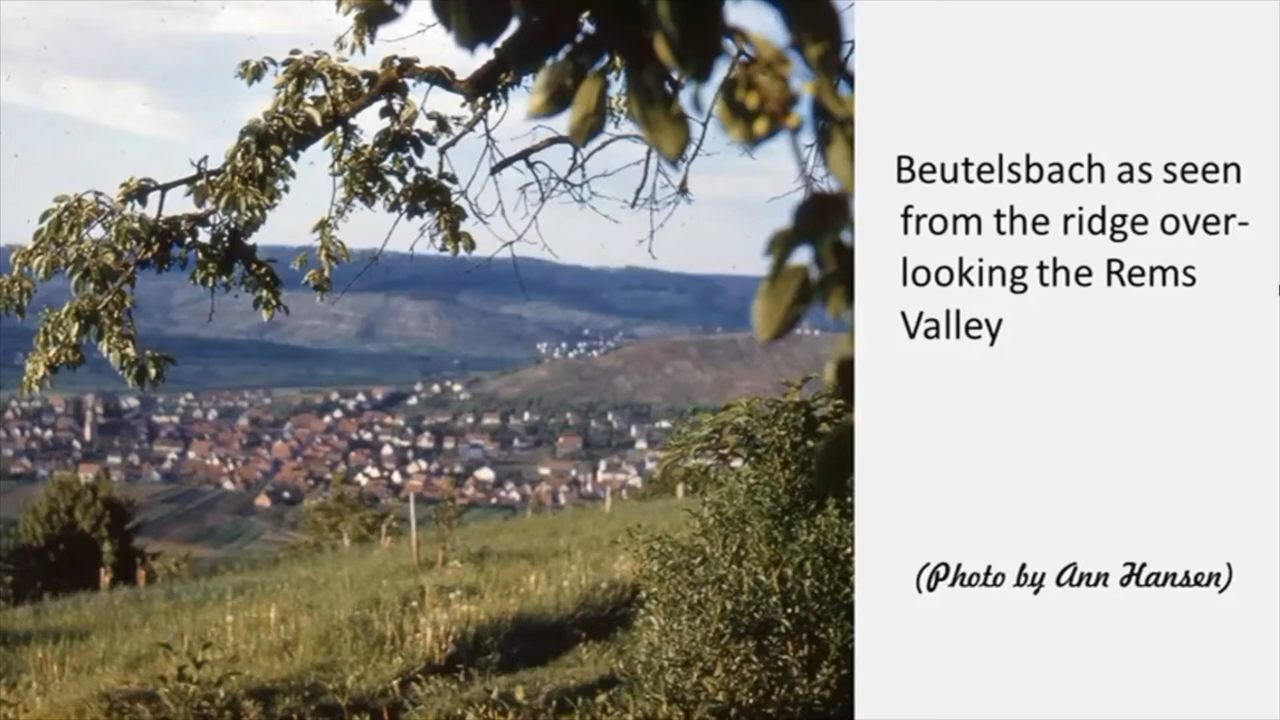 Beutelsbach as seen
from the ridge over-
looking the Rems
Valley
(Photo by Ann Hansen)